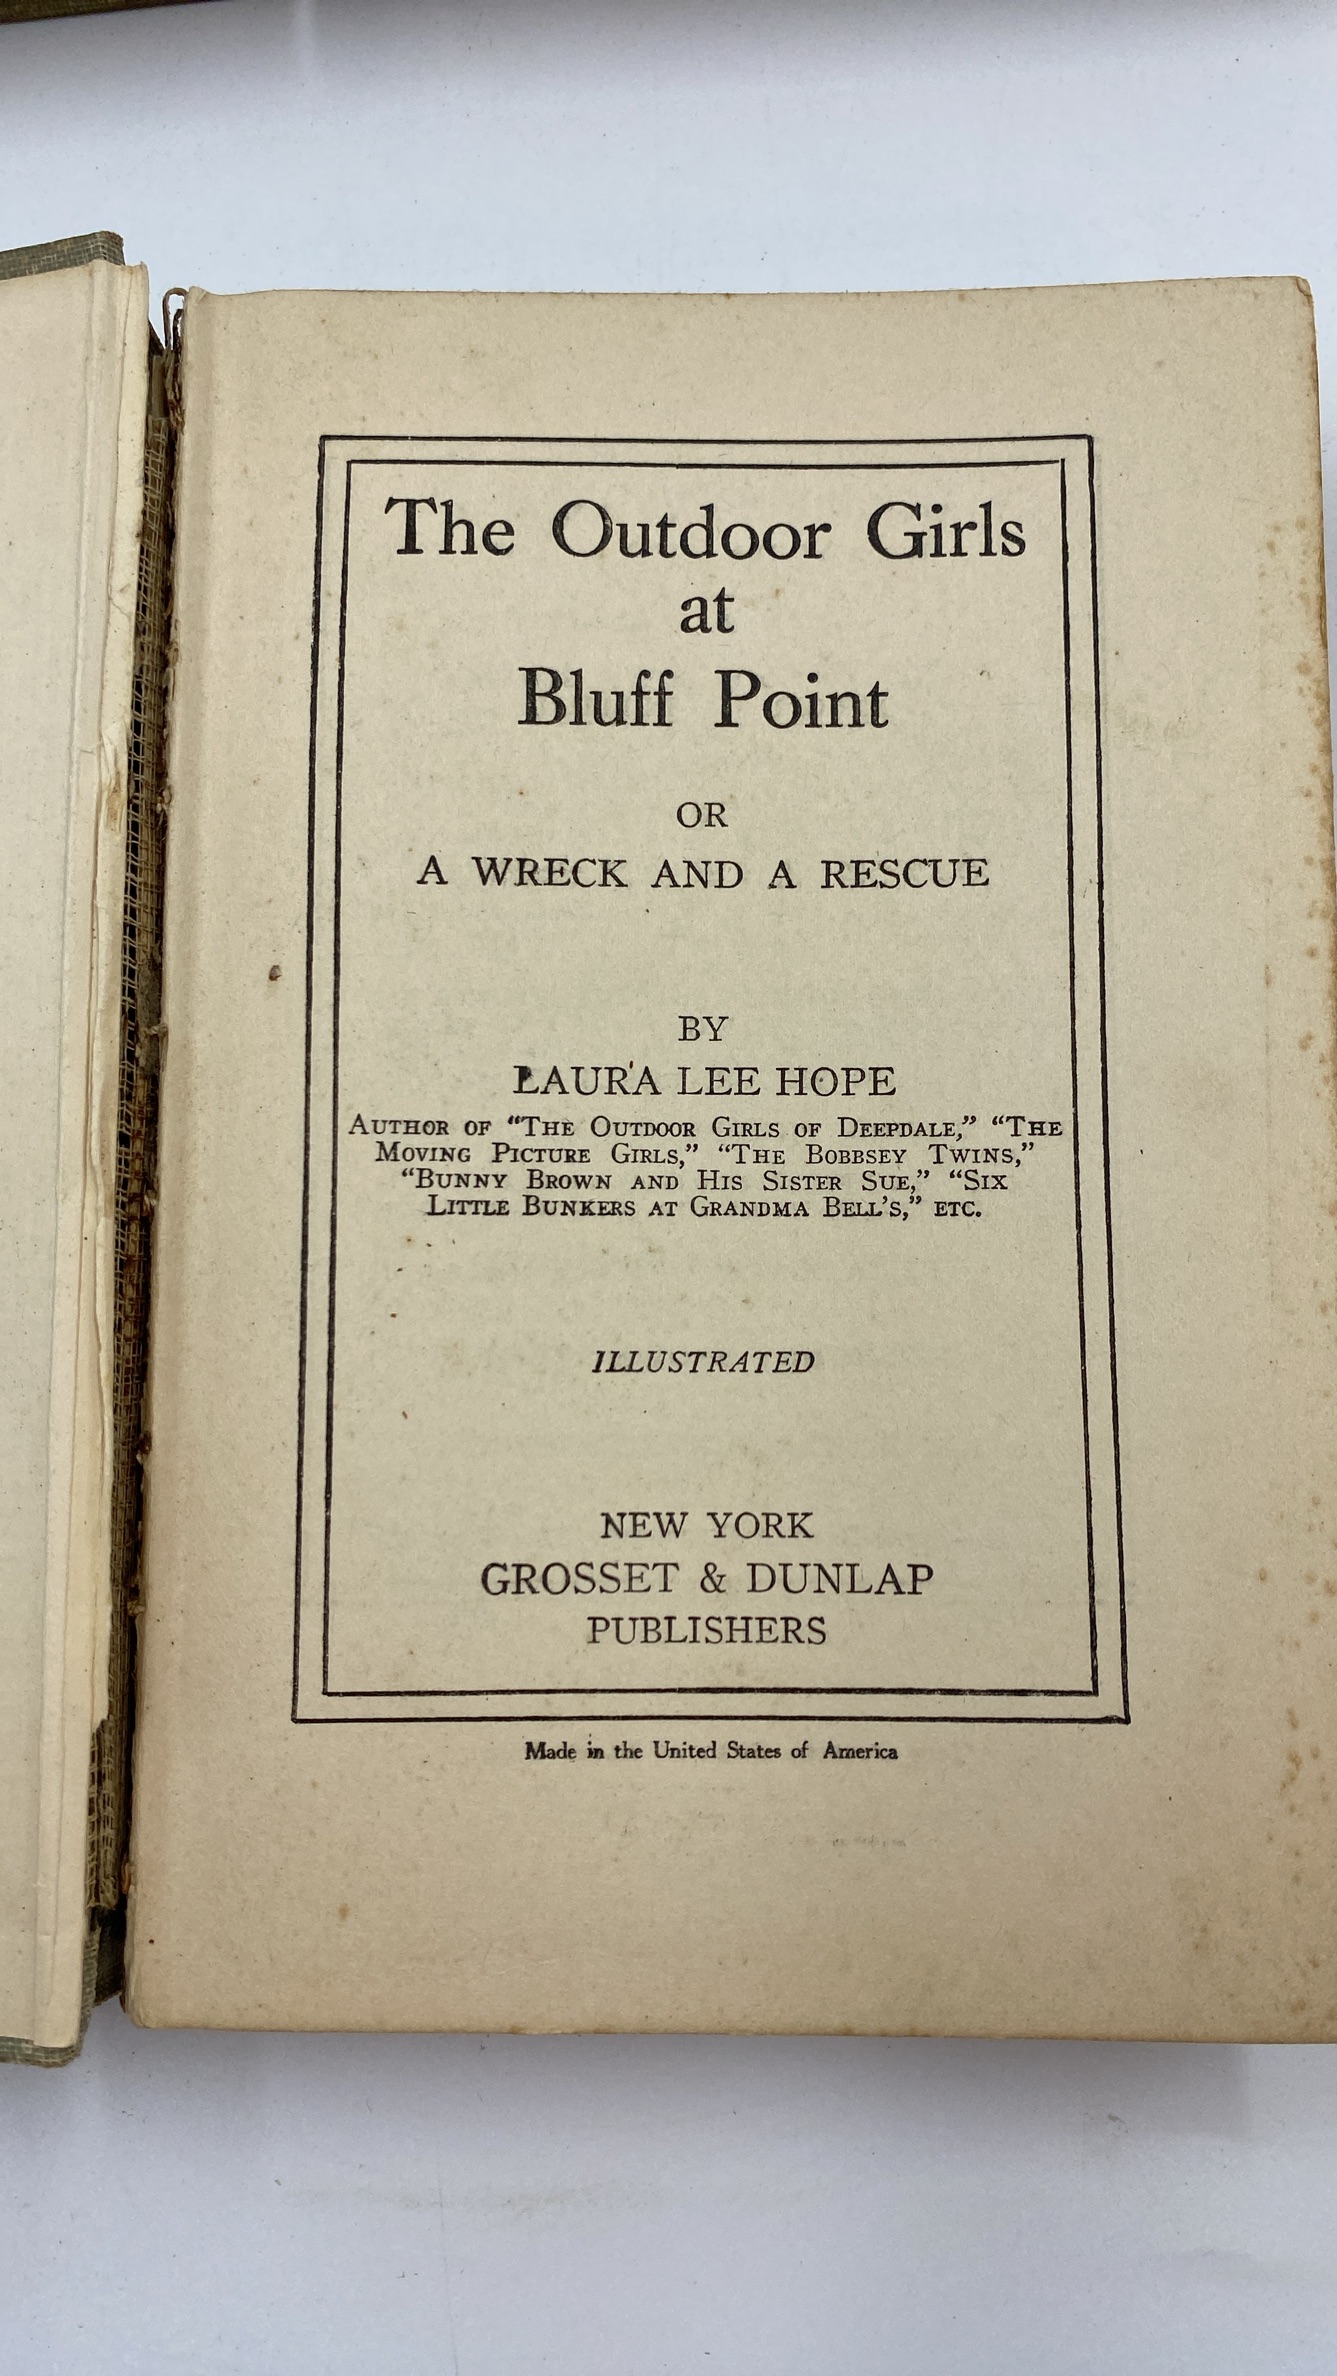 The Outdoor Girls
at
Bluff Point
OR
A WRECK AND A RESCUE
BY
LAURA LEE HOPE
AUTHOR OF “THE OUTDOOR GIRLS OF DEEPDALE,” “THE
MOVING PICTURE GIRLS,” “THE BOBBSEY TWINS,”
“BUNNY BROWN AND HIS SISTER SUE,” “SIX
LITTLE BUNKERS AT GRANDMA BELL’S,” ETC.
ILLUSTRATED
NEW YORK
GROSSET & DUNLAP
PUBLISHERS
Made in the United States of America